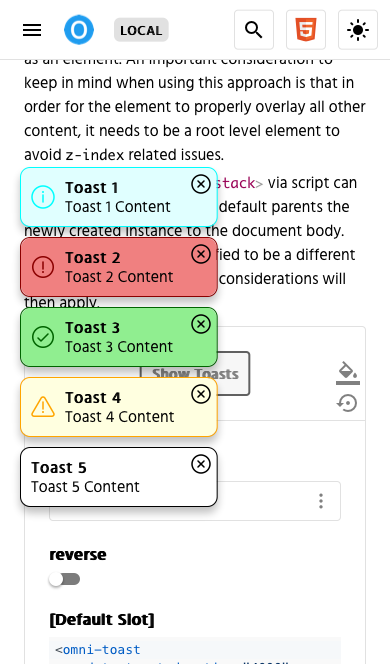 LOCAL
as an element. An important consideration to
keep in mind when using this approach is that in
order for the element to properly overlay all other
content, it needs to be a root level element to
avoid z-index related issues.
stack> via script can
Toast 1
Toast 1 Content
default parents the
newly created instance to the document body.
Toast 2
fied to be a different
Toast 2 Content
considerations will
then apply.
Toast 3
Toast 3 Content
Show Toasts
Toast 4
Toast 4 Content
Toast 5
Toast 5 Content
reverse
[Default Slot]
<omni-toast